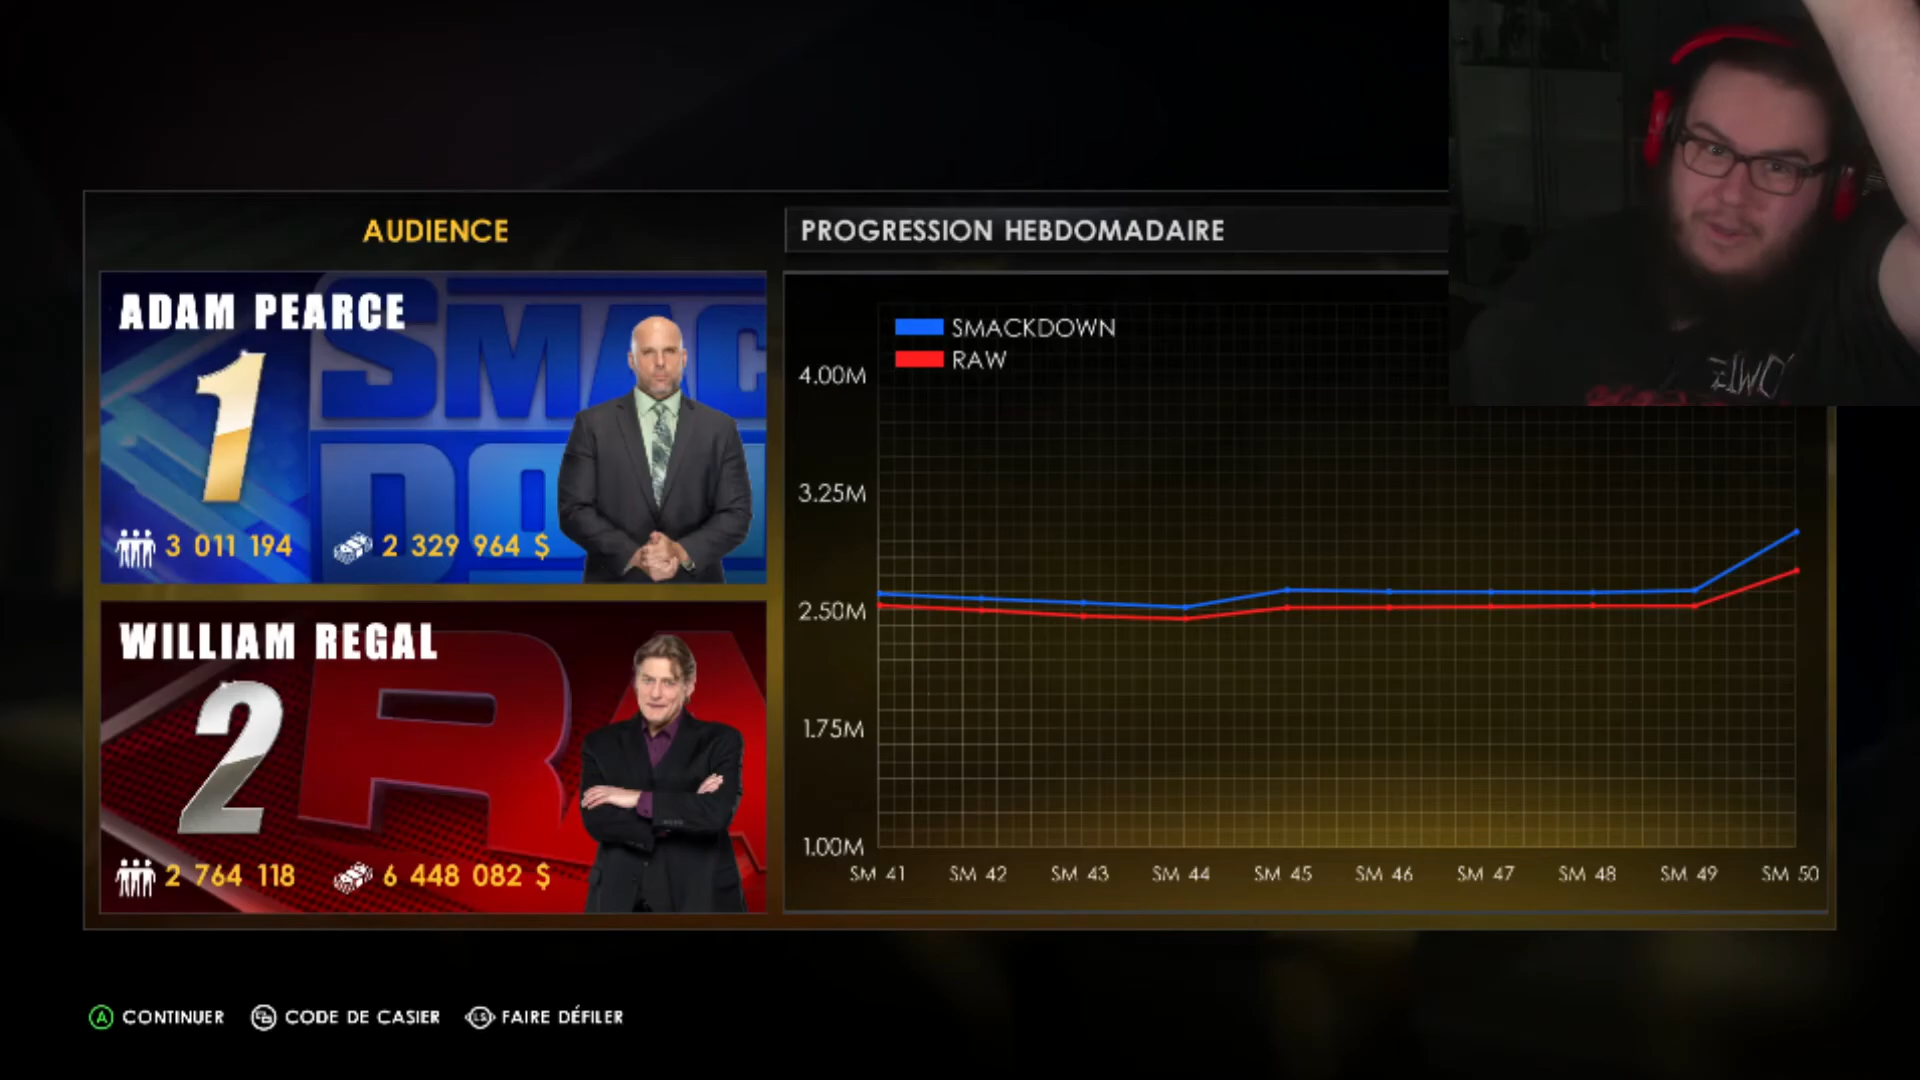 AUDIENCE
ADAM PEARCE
1
3 011 194
2 329 964 $
WILLIAM REGAL
2
2 764 118
6 448 082 $
PROGRESSION HEBDOMADAIRE
SMACKDOWN
RAW
4.00M
3.25M
2.50M
1.75M
1.00M
SM 41 SM 42 SM 43 SM 44 SM 45 SM 46 SM 47 SM 48 SM 49 SM 50
A CONTINUER
CODE DE CASIER
FAIRE DÉFILER